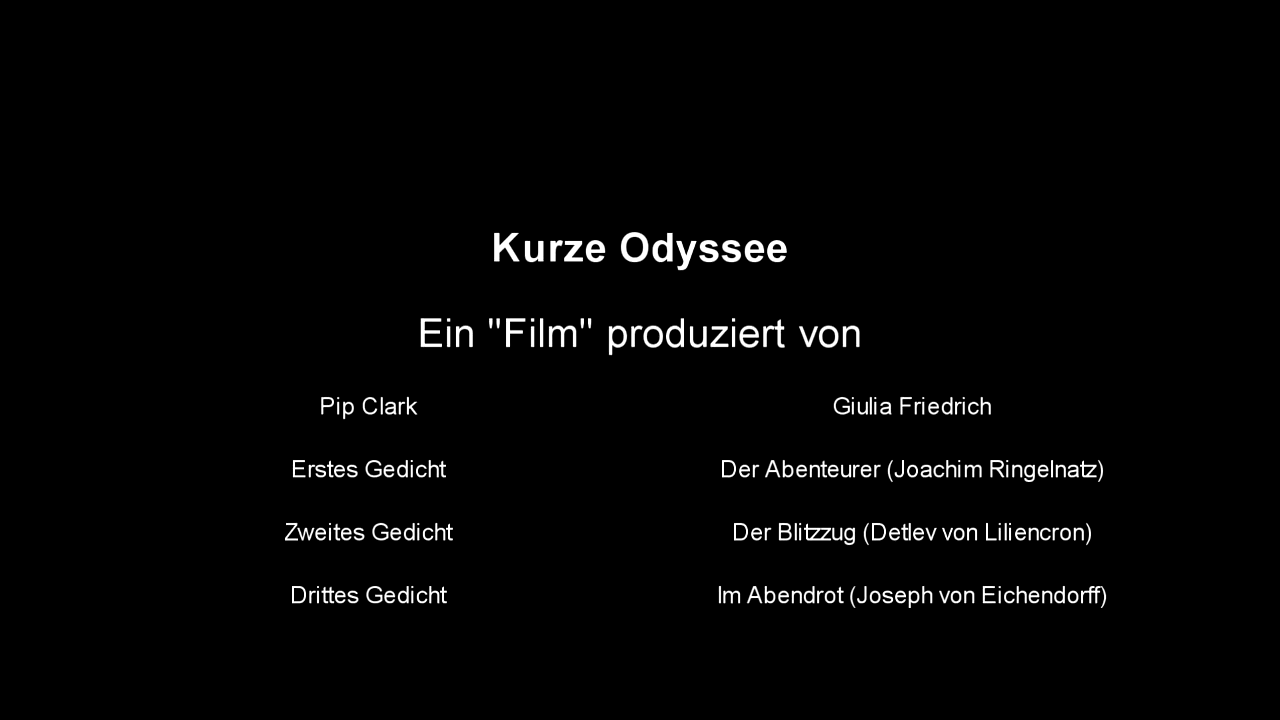 Kurze Odyssee
Ein "Film" produziert von
Pip Clark Giulia Friedrich
Erstes Gedicht Der Abenteurer (Joachim Ringelnatz)
Zweites Gedicht Der Blitzzug (Detlev von Liliencron)
Drittes Gedicht Im Abendrot (Joseph von Eichendorff)